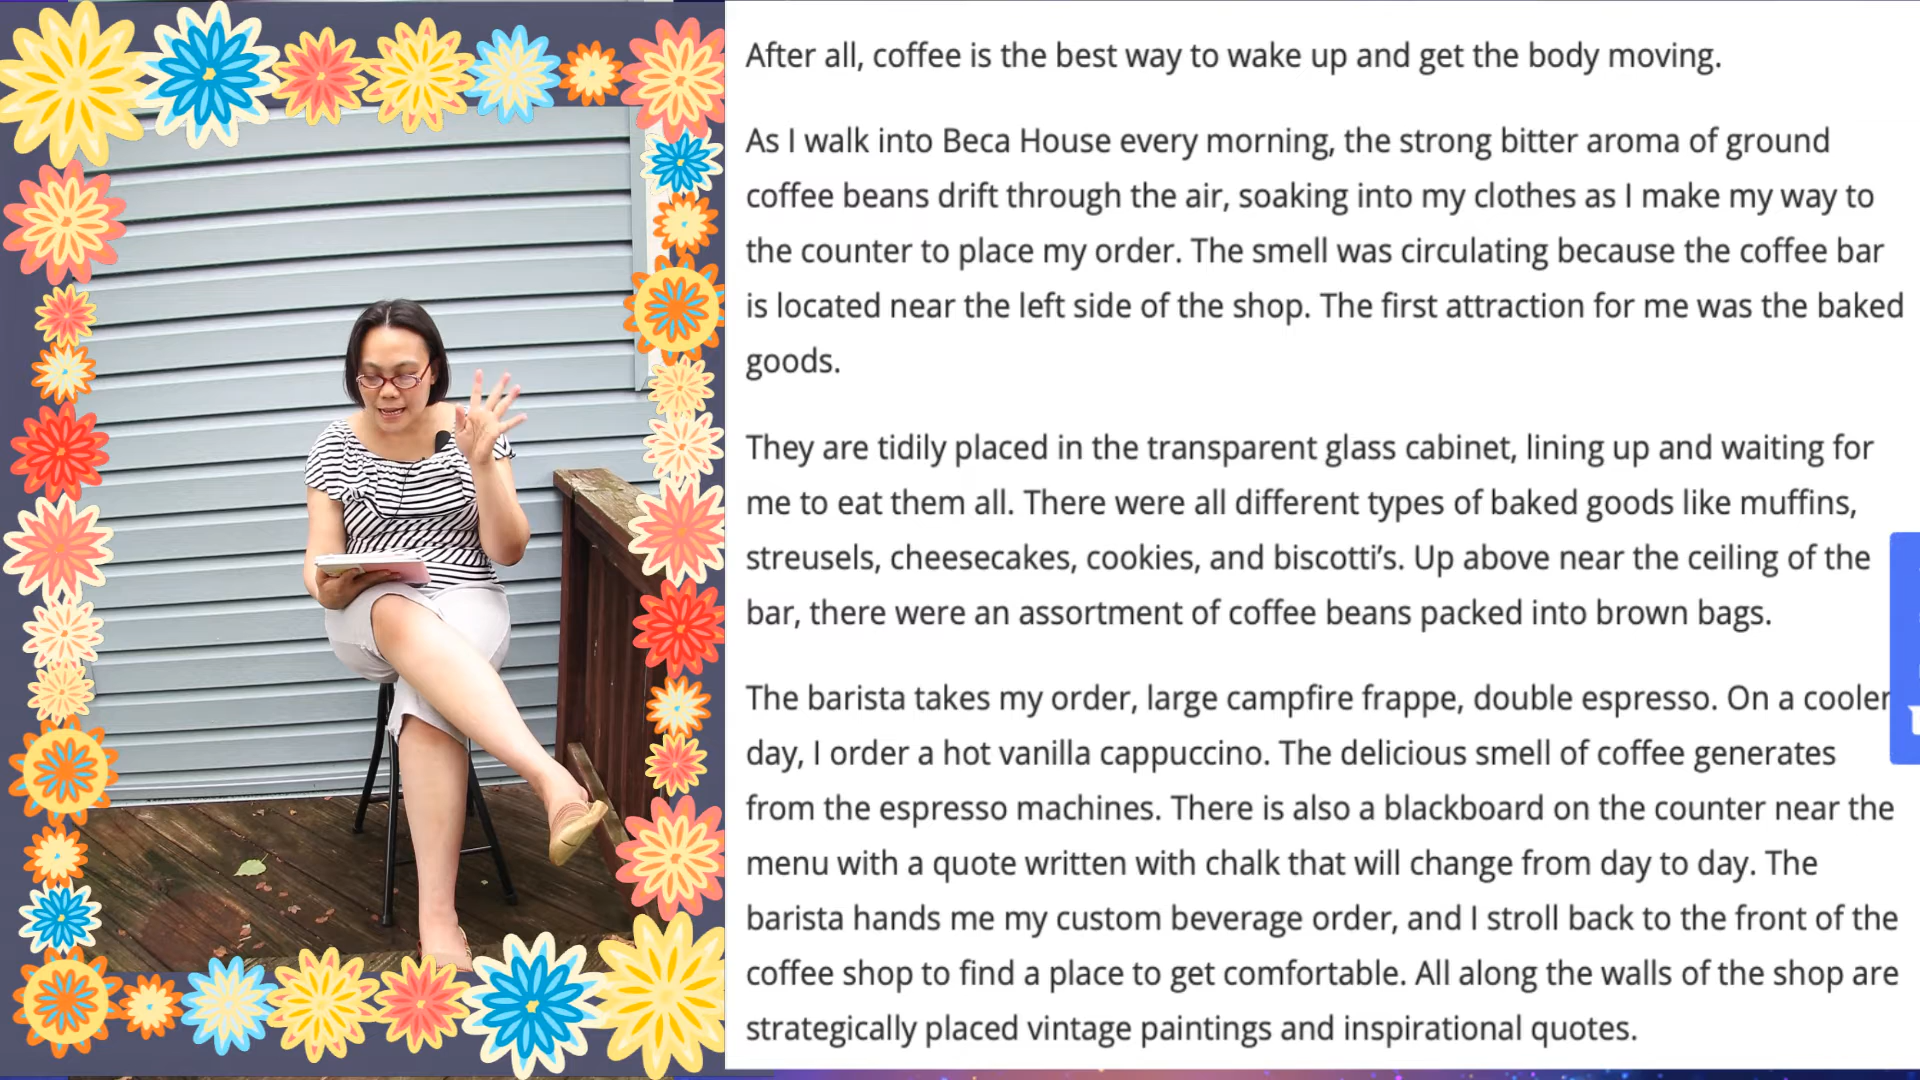 After all, coffee is the best way to wake up and get the body moving.
As I walk into Beca House every morning, the strong bitter aroma of ground
coffee beans drift through the air, soaking into my clothes as I make my way to
the counter to place my order. The smell was circulating because the coffee bar
is located near the left side of the shop. The first attraction for me was the baked
goods.
They are tidily placed in the transparent glass cabinet, lining up and waiting for
me to eat them all. There were all different types of baked goods like muffins,
streusels, cheesecakes, cookies, and biscotti’s. Up above near the ceiling of the
bar, there were an assortment of coffee beans packed into brown bags.
The barista takes my order, large campfire frappe, double espresso. On a cooler
day, I order a hot vanilla cappuccino. The delicious smell of coffee generates
from the espresso machines. There is also a blackboard on the counter near the
menu with a quote written with chalk that will change from day to day. The
barista hands me my custom beverage order, and I stroll back to the front of the
coffee shop to find a place to get comfortable. All along the walls of the shop are
strategically placed vintage paintings and inspirational quotes.